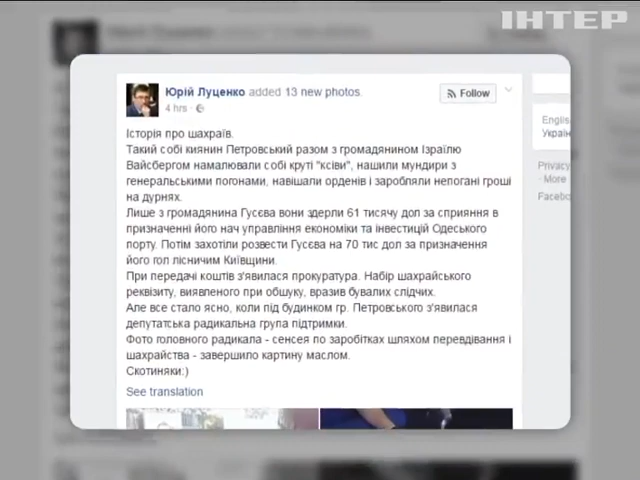 ІНТЕР
Юрій Луценко added 13 new photos.
4 hrs
Follow
Історія про шахраїв.
Такий собі киянин Петровський разом з громадянином Ізраїлю
Вайсбергом намалювали собі круті "ксіви", нашили мундири з
генеральськими погонами, навішали орденів і заробляли непогані гроші
на дурнях.
Лише з громадянина Гусєва вони здерли 61 тисячу дол за сприяння в
призначенні його нач управління економіки та інвестицій Одеського
порту. Потім захотіли розвести Гусєва на 70 тис дол за призначення
його гол лісничим Київщини.
При передачі коштів з'явилася прокуратура. Набір шахрайського
реквізиту, виявленого при обшуку, вразив бувалих слідчих.
Але все стало ясно, коли під будинком гр. Петровського з'явилася
депутатська радикальна група підтримки.
Фото головного радикала - сенсея по заробітках шляхом перевдівання і
шахрайства - завершило картину маслом.
Скотиняки:)
See translation
English
Україн
Privacy
· More
Facebo